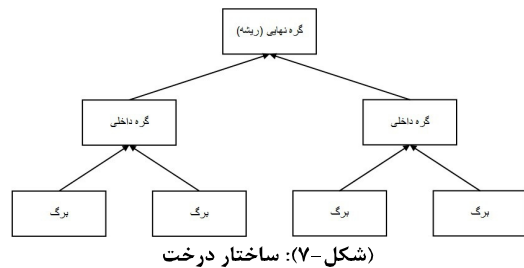 گره نهایی (ریشه)
گره داخلی
گره داخلی
برگ
برگ
برگ
برگ
(شکل-۷): ساختار درخت